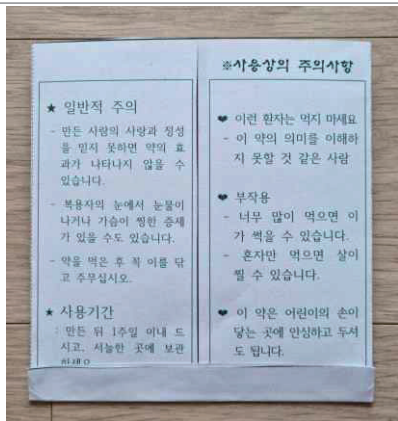 ★ 일반적 주의
- 만든 사람의 사랑과 정성
을 믿지 못하면 약의 효
과가 나타나지 않을 수
있습니다.
- 복용자의 눈에서 눈물이
나거나 가슴이 찡한 증세
가 있을 수도 있습니다.
- 약을 먹은 후 꼭 이를 닦
고 주무십시오.
★ 사용기간
: 만든 뒤 1주일 이내 드
시고, 서늘한 곳에 보관
하세요
※사용상의 주의사항
❤ 이런 환자는 먹지 마세요
- 이 약의 의미를 이해하
지 못할 것 같은 사람
❤ 부작용
- 너무 많이 먹으면 이
가 썩을 수 있습니다.
- 혼자만 먹으면 살이
찔 수 있습니다.
❤ 이 약은 어린이의 손이
닿는 곳에 안심하고 두셔
도 됩니다.